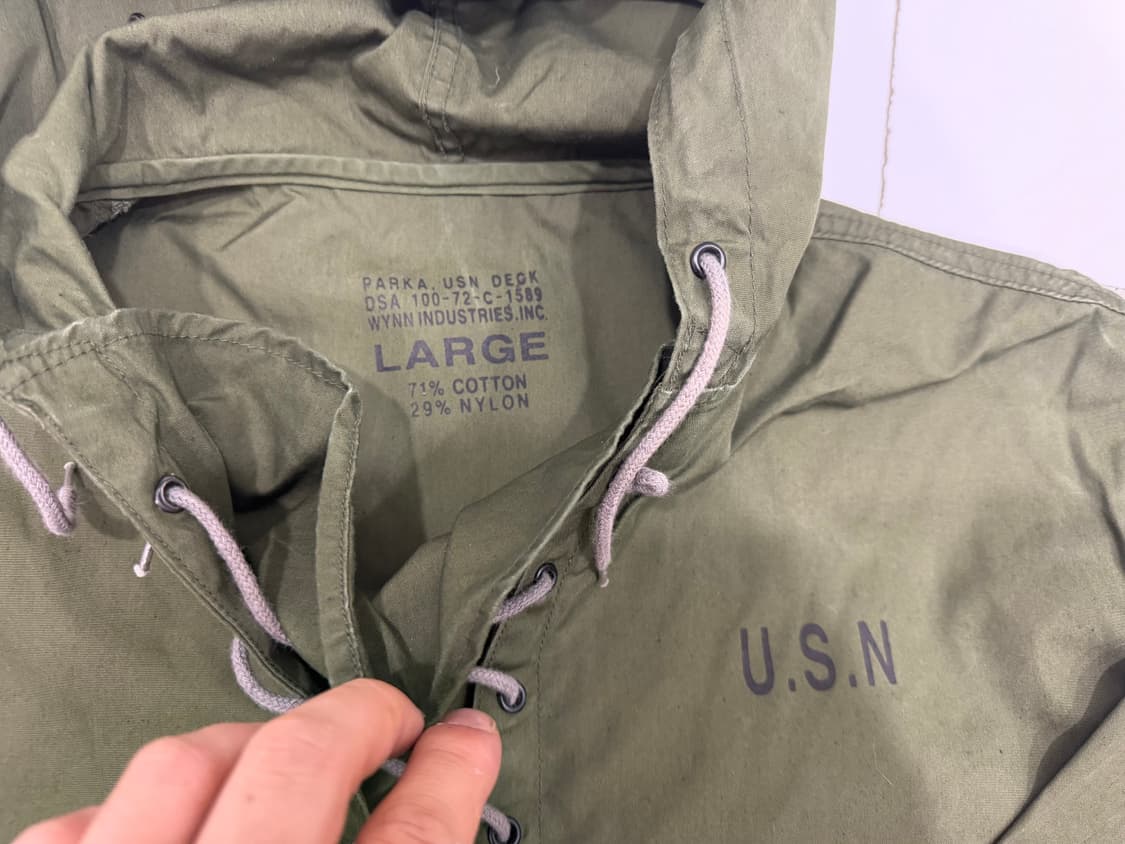 PARKA, USN DECK
DSA 100-72-C-1589
WYNN INDUSTRIES.INC.
LARGE
71% COTTON
29% NYLON
U.S.N